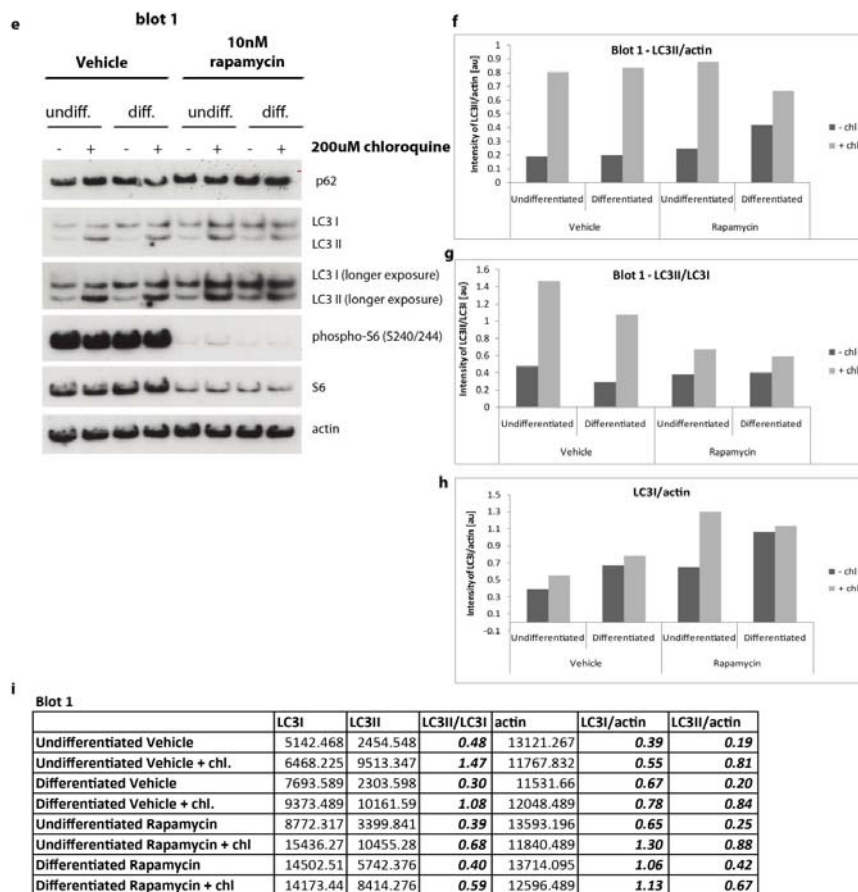 e
blot 1
Vehicle
10nM
rapamycin
undiff. diff. undiff. diff.
- + - + - + - + 200uM chloroquine
p62
LC3 I
LC3 II
LC3 I (longer exposure)
LC3 II (longer exposure)
phospho-S6 (S240/244)
S6
actin
f
Blot 1 - LC3II/actin
Intensity of LC3II/actin [au]
1
0.9
0.8
0.7
0.6
0.5
0.4
0.3
0.2
0.1
0
Undifferentiated Differentiated Undifferentiated Differentiated
Vehicle Rapamycin
- chl
+ chl
g
Blot 1 - LC3II/LC3I
Intensity of LC3II/LC3I [au]
1.6
1.4
1.2
1
0.8
0.6
0.4
0.2
0
Undifferentiated Differentiated Undifferentiated Differentiated
Vehicle Rapamycin
- chl
+ chl
h
LC3I/actin
Intensity of LC3I/actin [au]
1.5
1.3
1.1
0.9
0.7
0.5
0.3
0.1
-0.1
Undifferentiated Differentiated Undifferentiated Differentiated
Vehicle Rapamycin
- chl
+ chl
i
Blot 1
LC3I LC3II LC3II/LC3I actin LC3I/actin LC3II/actin
Undifferentiated Vehicle 5142.468 2454.548 0.48 13121.267 0.39 0.19
Undifferentiated Vehicle + chl. 6468.225 9513.347 1.47 11767.832 0.55 0.81
Differentiated Vehicle 7693.589 2303.598 0.30 11531.66 0.67 0.20
Differentiated Vehicle + chl. 9373.489 10161.59 1.08 12048.489 0.78 0.84
Undifferentiated Rapamycin 8772.317 3399.841 0.39 13593.196 0.65 0.25
Undifferentiated Rapamycin + chl 15436.27 10455.28 0.68 11840.489 1.30 0.88
Differentiated Rapamycin 14502.51 5742.376 0.40 13714.095 1.06 0.42
Differentiated Rapamycin + chl 14173.44 8414.276 0.59 12596.489 1.13 0.67